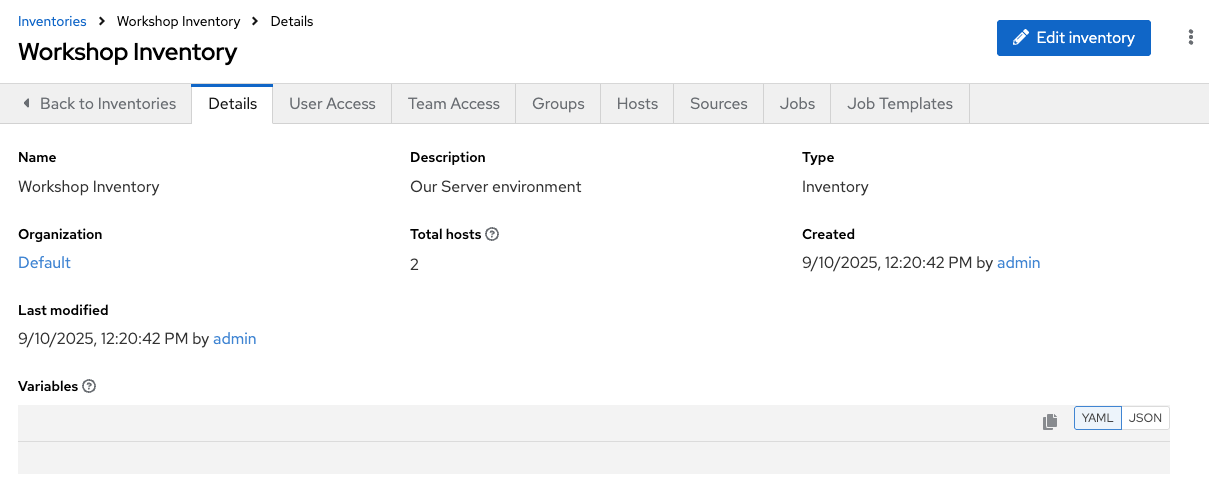 Inventories > Workshop Inventory > Details
Workshop Inventory
Edit inventory
Back to Inventories Details User Access Team Access Groups Hosts Sources Jobs Job Templates
Name Description Type
Workshop Inventory Our Server environment Inventory
Organization Total hosts Created
Default 2 9/10/2025, 12:20:42 PM by admin
Last modified
9/10/2025, 12:20:42 PM by admin
Variables
YAML JSON